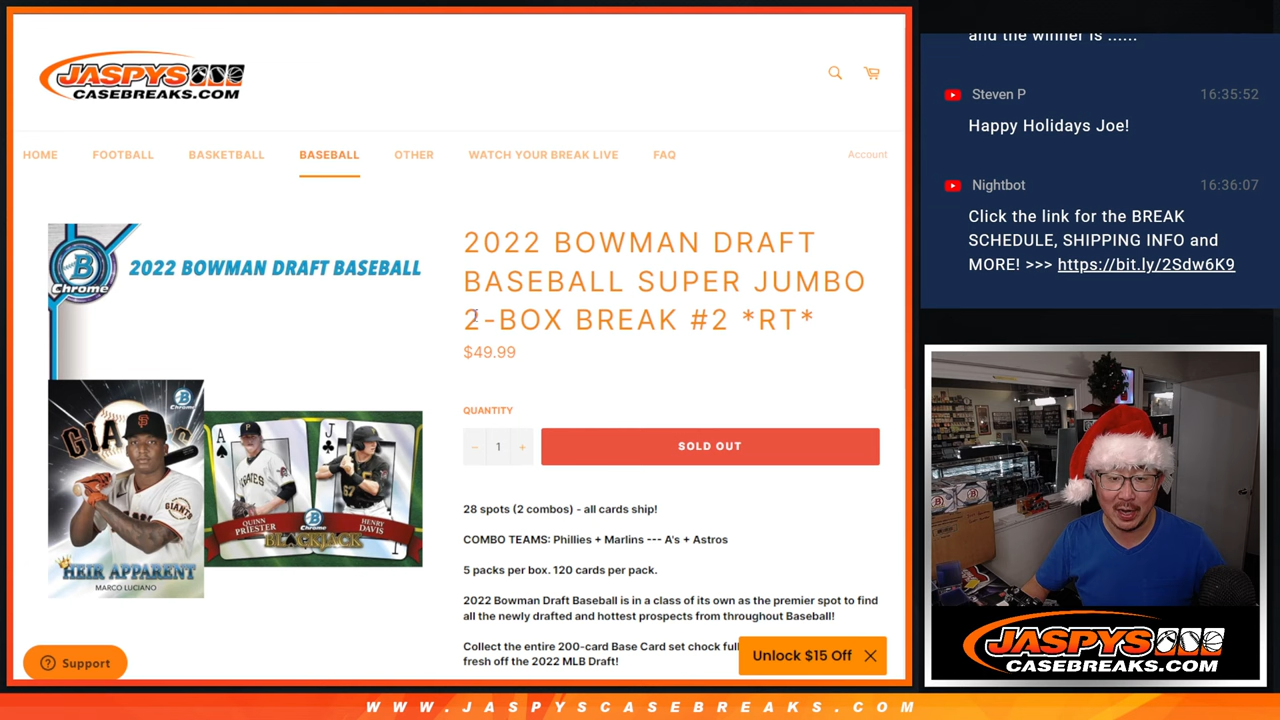 JASPYS
CASEBREAKS.COM
HOME
FOOTBALL
BASKETBALL
BASEBALL
OTHER
WATCH YOUR BREAK LIVE
FAQ
Account
B
Chrome
2022 BOWMAN DRAFT BASEBALL
GIANTS
Chrome
GIANTS
HEIR APPARENT
MARCO LUCIANO
A
J
PIRATES
QUINN
PRIESTER
HENRY
DAVIS
Chrome
BLACKJACK
2022 BOWMAN DRAFT
BASEBALL SUPER JUMBO
2-BOX BREAK #2 *RT*
$49.99
QUANTITY
− 1 +
SOLD OUT
28 spots (2 combos) - all cards ship!
COMBO TEAMS: Phillies + Marlins --- A's + Astros
5 packs per box. 120 cards per pack.
2022 Bowman Draft Baseball is in a class of its own as the premier spot to find
all the newly drafted and hottest prospects from throughout Baseball!
Collect the entire 200-card Base Card set chock full
fresh off the 2022 MLB Draft!
Support
Unlock $15 Off
and the winner is ......
Steven P 16:35:52
Happy Holidays Joe!
Nightbot 16:36:07
Click the link for the BREAK
SCHEDULE, SHIPPING INFO and
MORE! >>> https://bit.ly/2Sdw6K9
JASPYS
CASEBREAKS.COM
WWW.JASPYSCASEBREAKS.COM